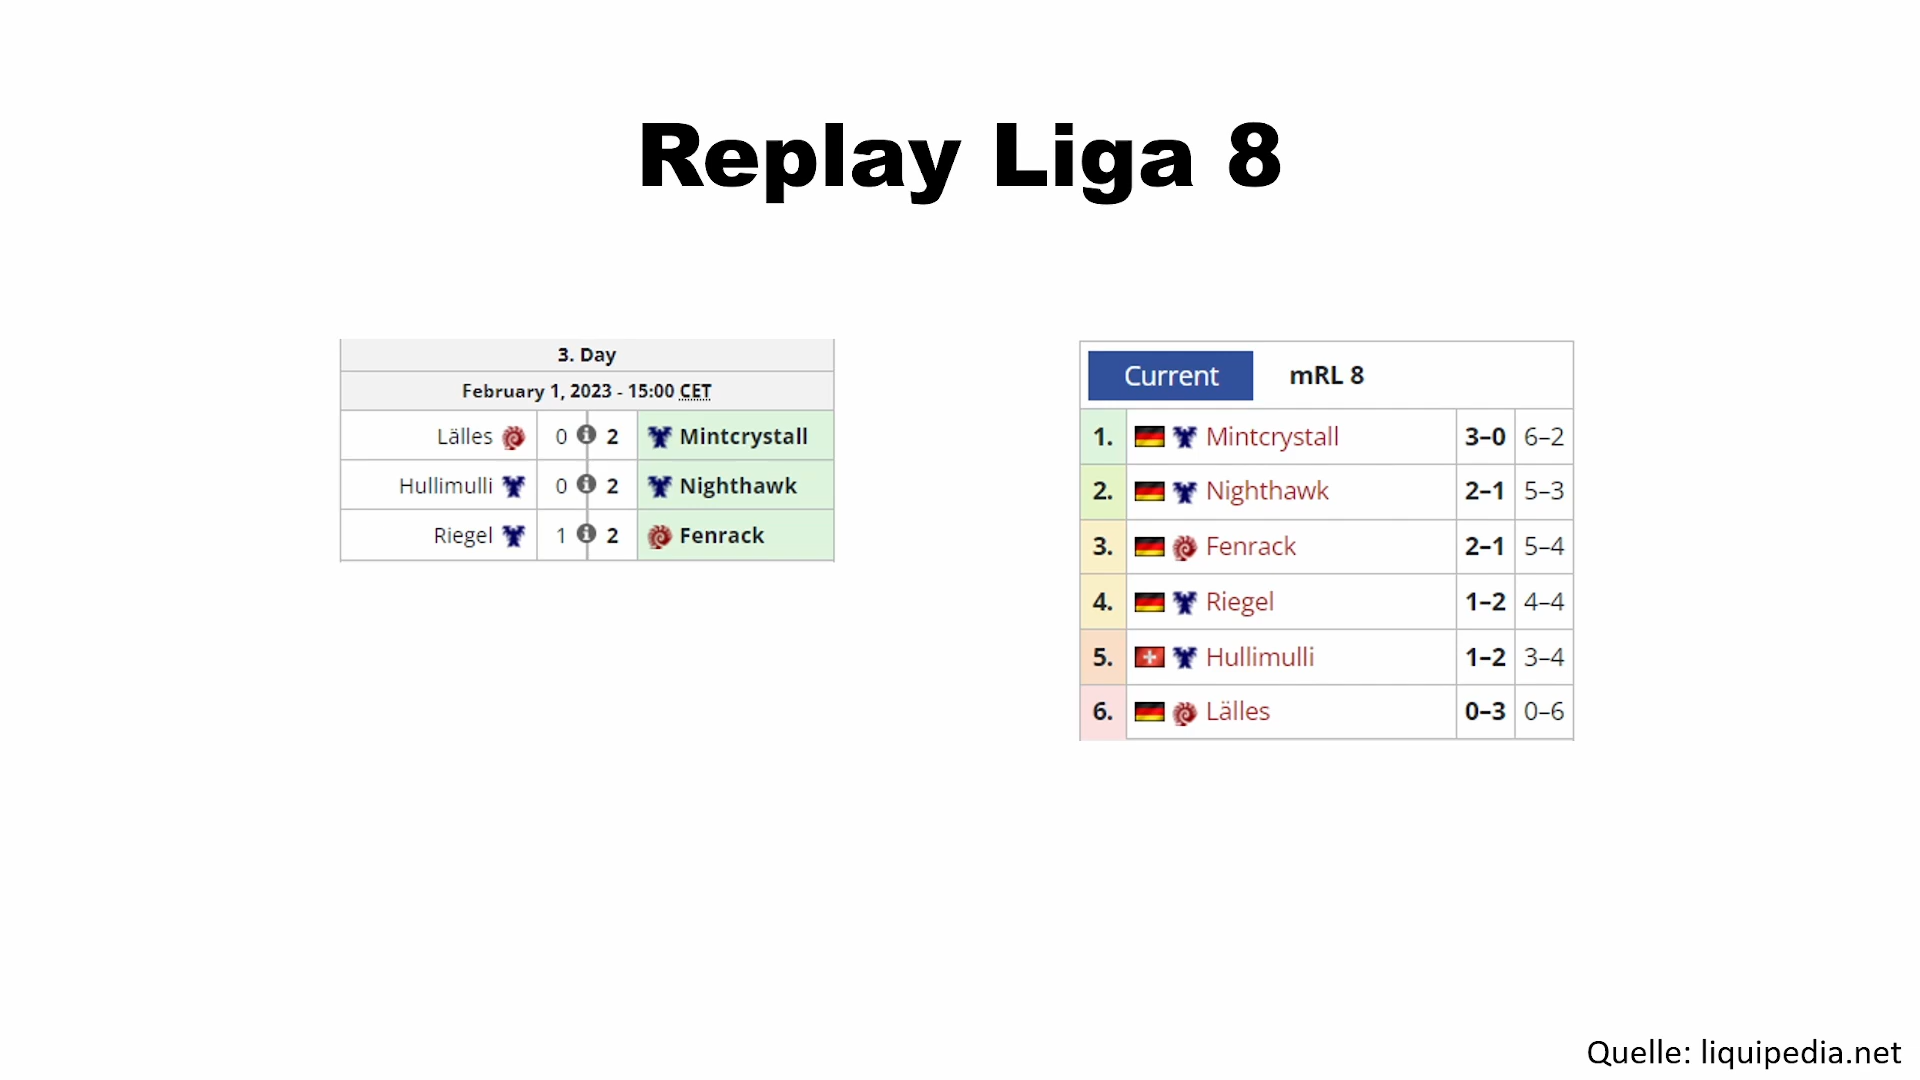 Replay Liga 8
3. Day
February 1, 2023 - 15:00 CET
Lälles 0 2 Mintcrystall
Hullimulli 0 2 Nighthawk
Riegel 1 2 Fenrack
Current mRL 8
1. Mintcrystall 3–0 6–2
2. Nighthawk 2–1 5–3
3. Fenrack 2–1 5–4
4. Riegel 1–2 4–4
5. Hullimulli 1–2 3–4
6. Lälles 0–3 0–6
Quelle: liquipedia.net